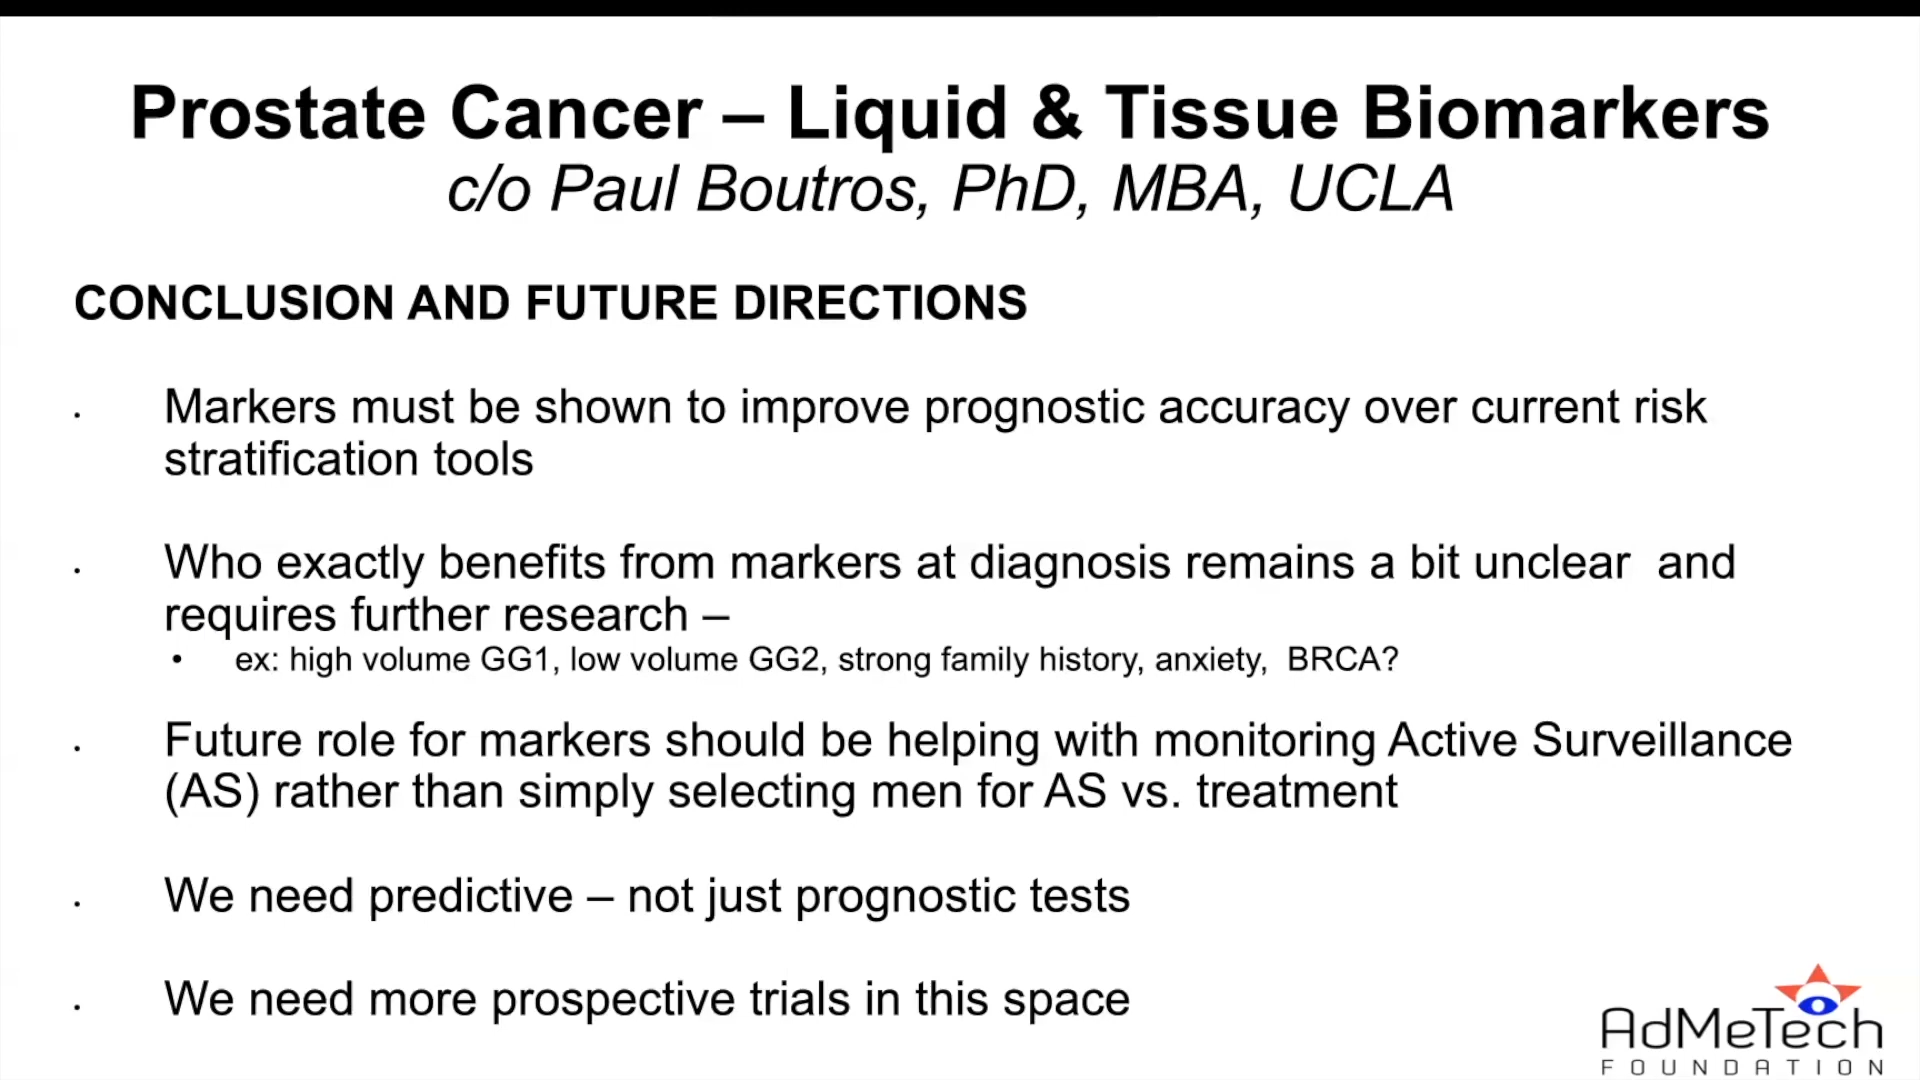 Prostate Cancer – Liquid & Tissue Biomarkers
c/o Paul Boutros, PhD, MBA, UCLA
CONCLUSION AND FUTURE DIRECTIONS
· Markers must be shown to improve prognostic accuracy over current risk
stratification tools
· Who exactly benefits from markers at diagnosis remains a bit unclear  and
requires further research –
• ex: high volume GG1, low volume GG2, strong family history, anxiety,  BRCA?
· Future role for markers should be helping with monitoring Active Surveillance
(AS) rather than simply selecting men for AS vs. treatment
· We need predictive – not just prognostic tests
· We need more prospective trials in this space
AdMeTech
FOUNDATION